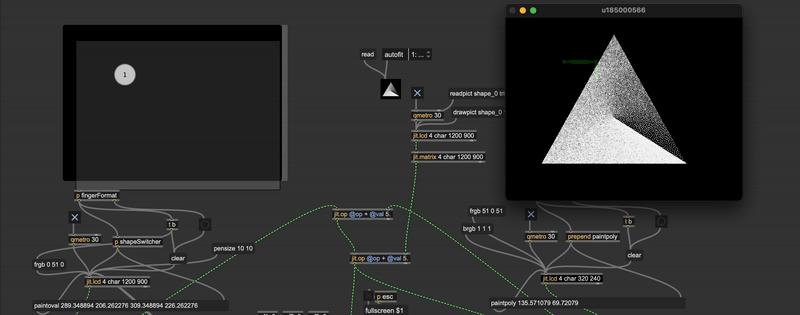 u185000566
1
read
autofit
1: ...
readpict shape_0 tri
qmetro 30
drawpict shape_0
jit.lcd 4 char 1200 900
jit.matrix 4 char 1200 900
p fingerFormat
jit.op @op + @val 5.
frgb 51 0 51
t b
t b
qmetro 30
p shapeSwitcher
pensize 10 10
brgb 1 1 1
qmetro 30
prepend paintpoly
clear
jit.op @op + @val 5.
clear
frgb 0 51 0
jit.lcd 4 char 1200 900
jit.lcd 4 char 320 240
p esc
paintoval 289.348894 206.262276 309.348894 226.262276
fullscreen $1
paintpoly 135.571079 69.72079